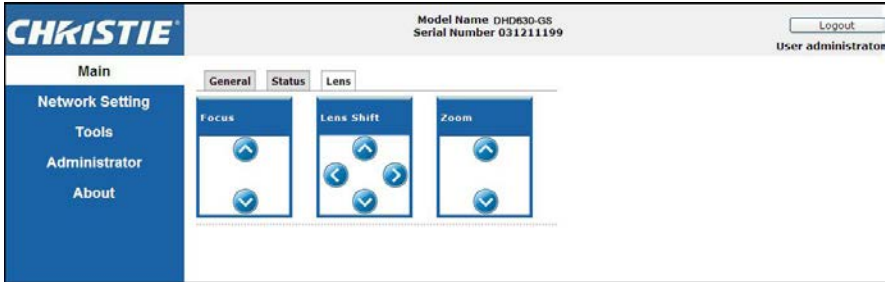 CHRISTIE®
Model Name DHD630-GS
Serial Number 031211199
Logout
User administrator
Main
Network Setting
Tools
Administrator
About
General Status Lens
Focus
Lens Shift
Zoom